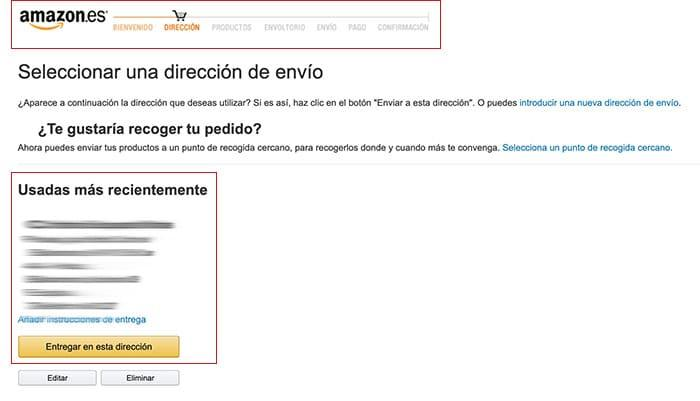 amazon.es
BIENVENIDO DIRECCIÓN PRODUCTOS ENVOLTORIO ENVÍO PAGO CONFIRMACIÓN
Seleccionar una dirección de envío
¿Aparece a continuación la dirección que deseas utilizar? Si es así, haz clic en el botón "Enviar a esta dirección". O puedes introducir una nueva dirección de envío.
¿Te gustaría recoger tu pedido?
Ahora puedes enviar tus productos a un punto de recogida cercano, para recogerlos donde y cuando más te convenga. Selecciona un punto de recogida cercano.
Usadas más recientemente
Añadir instrucciones de entrega
Entregar en esta dirección
Editar Eliminar